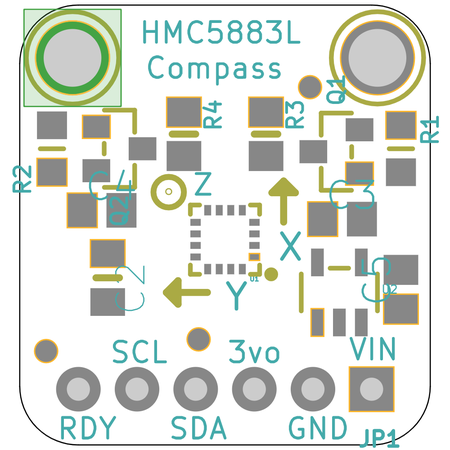 HMC5883L
Compass
R4
R3
Q1
R1
R2
C4
Q2
Z
C3
X
C2
Y
U1
C5
U2
SCL
3vo
VIN
RDY
SDA
GND
JP1